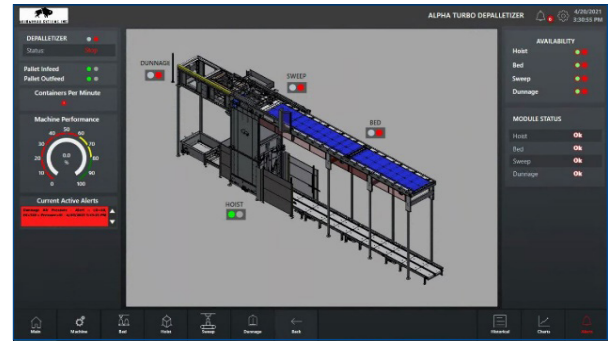 ALPHA TURBO DEPALLETIZER
4/20/2021
3:30:55 PM
DEPALLETIZER
Status
Stop
Pallet Infeed
Pallet Outfeed
Containers Per Minute
Machine Performance
50
40
60
30
70
20
80
10
90
0
100
0.0
%
Current Active Alerts
DUNNAGE
SWEEP
BED
HOIST
AVAILABILITY
Hoist
Bed
Sweep
Dunnage
MODULE STATUS
Hoist Ok
Bed Ok
Sweep Ok
Dunnage Ok
Main
Machine
Bed
Hoist
Sweep
Dunnage
Back
Historical
Charts
Alarms